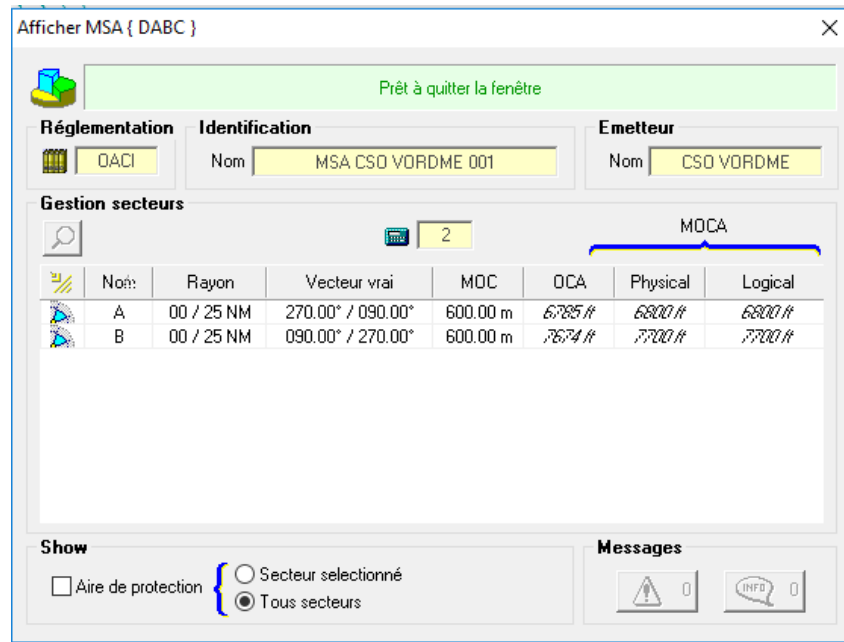 Afficher MSA { DABC }
Prêt à quitter la fenêtre
Réglementation Identification Emetteur
OACI Nom MSA CSO VORDME 001 Nom CSO VORDME
Gestion secteurs
2 MOCA
Nom Rayon Vecteur vrai MOC OCA Physical Logical
A 00 / 25 NM 270.00° / 090.00° 600.00 m 6785 ft 6800 ft 6800 ft
B 00 / 25 NM 090.00° / 270.00° 600.00 m 7674 ft 7700 ft 7700 ft
Show Messages
Aire de protection Secteur selectionné
Tous secteurs
0 INFO 0